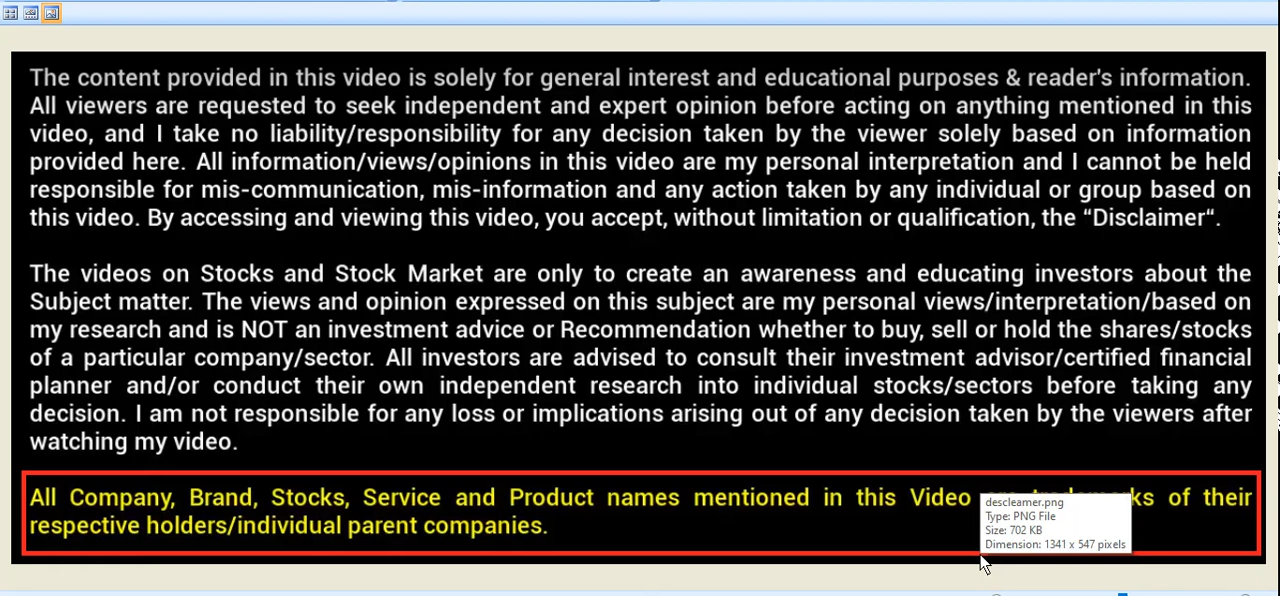 The content provided in this video is solely for general interest and educational purposes & reader's information.
All viewers are requested to seek independent and expert opinion before acting on anything mentioned in this
video, and I take no liability/responsibility for any decision taken by the viewer solely based on information
provided here. All information/views/opinions in this video are my personal interpretation and I cannot be held
responsible for mis-communication, mis-information and any action taken by any individual or group based on
this video. By accessing and viewing this video, you accept, without limitation or qualification, the “Disclaimer“.
The videos on Stocks and Stock Market are only to create an awareness and educating investors about the
Subject matter. The views and opinion expressed on this subject are my personal views/interpretation/based on
my research and is NOT an investment advice or Recommendation whether to buy, sell or hold the shares/stocks
of a particular company/sector. All investors are advised to consult their investment advisor/certified financial
planner and/or conduct their own independent research into individual stocks/sectors before taking any
decision. I am not responsible for any loss or implications arising out of any decision taken by the viewers after
watching my video.
All Company, Brand, Stocks, Service and Product names mentioned in this Video of their
respective holders/individual parent companies.
descleamer.png
Type: PNG File
Size: 702 KB
Dimension: 1341 x 547 pixels